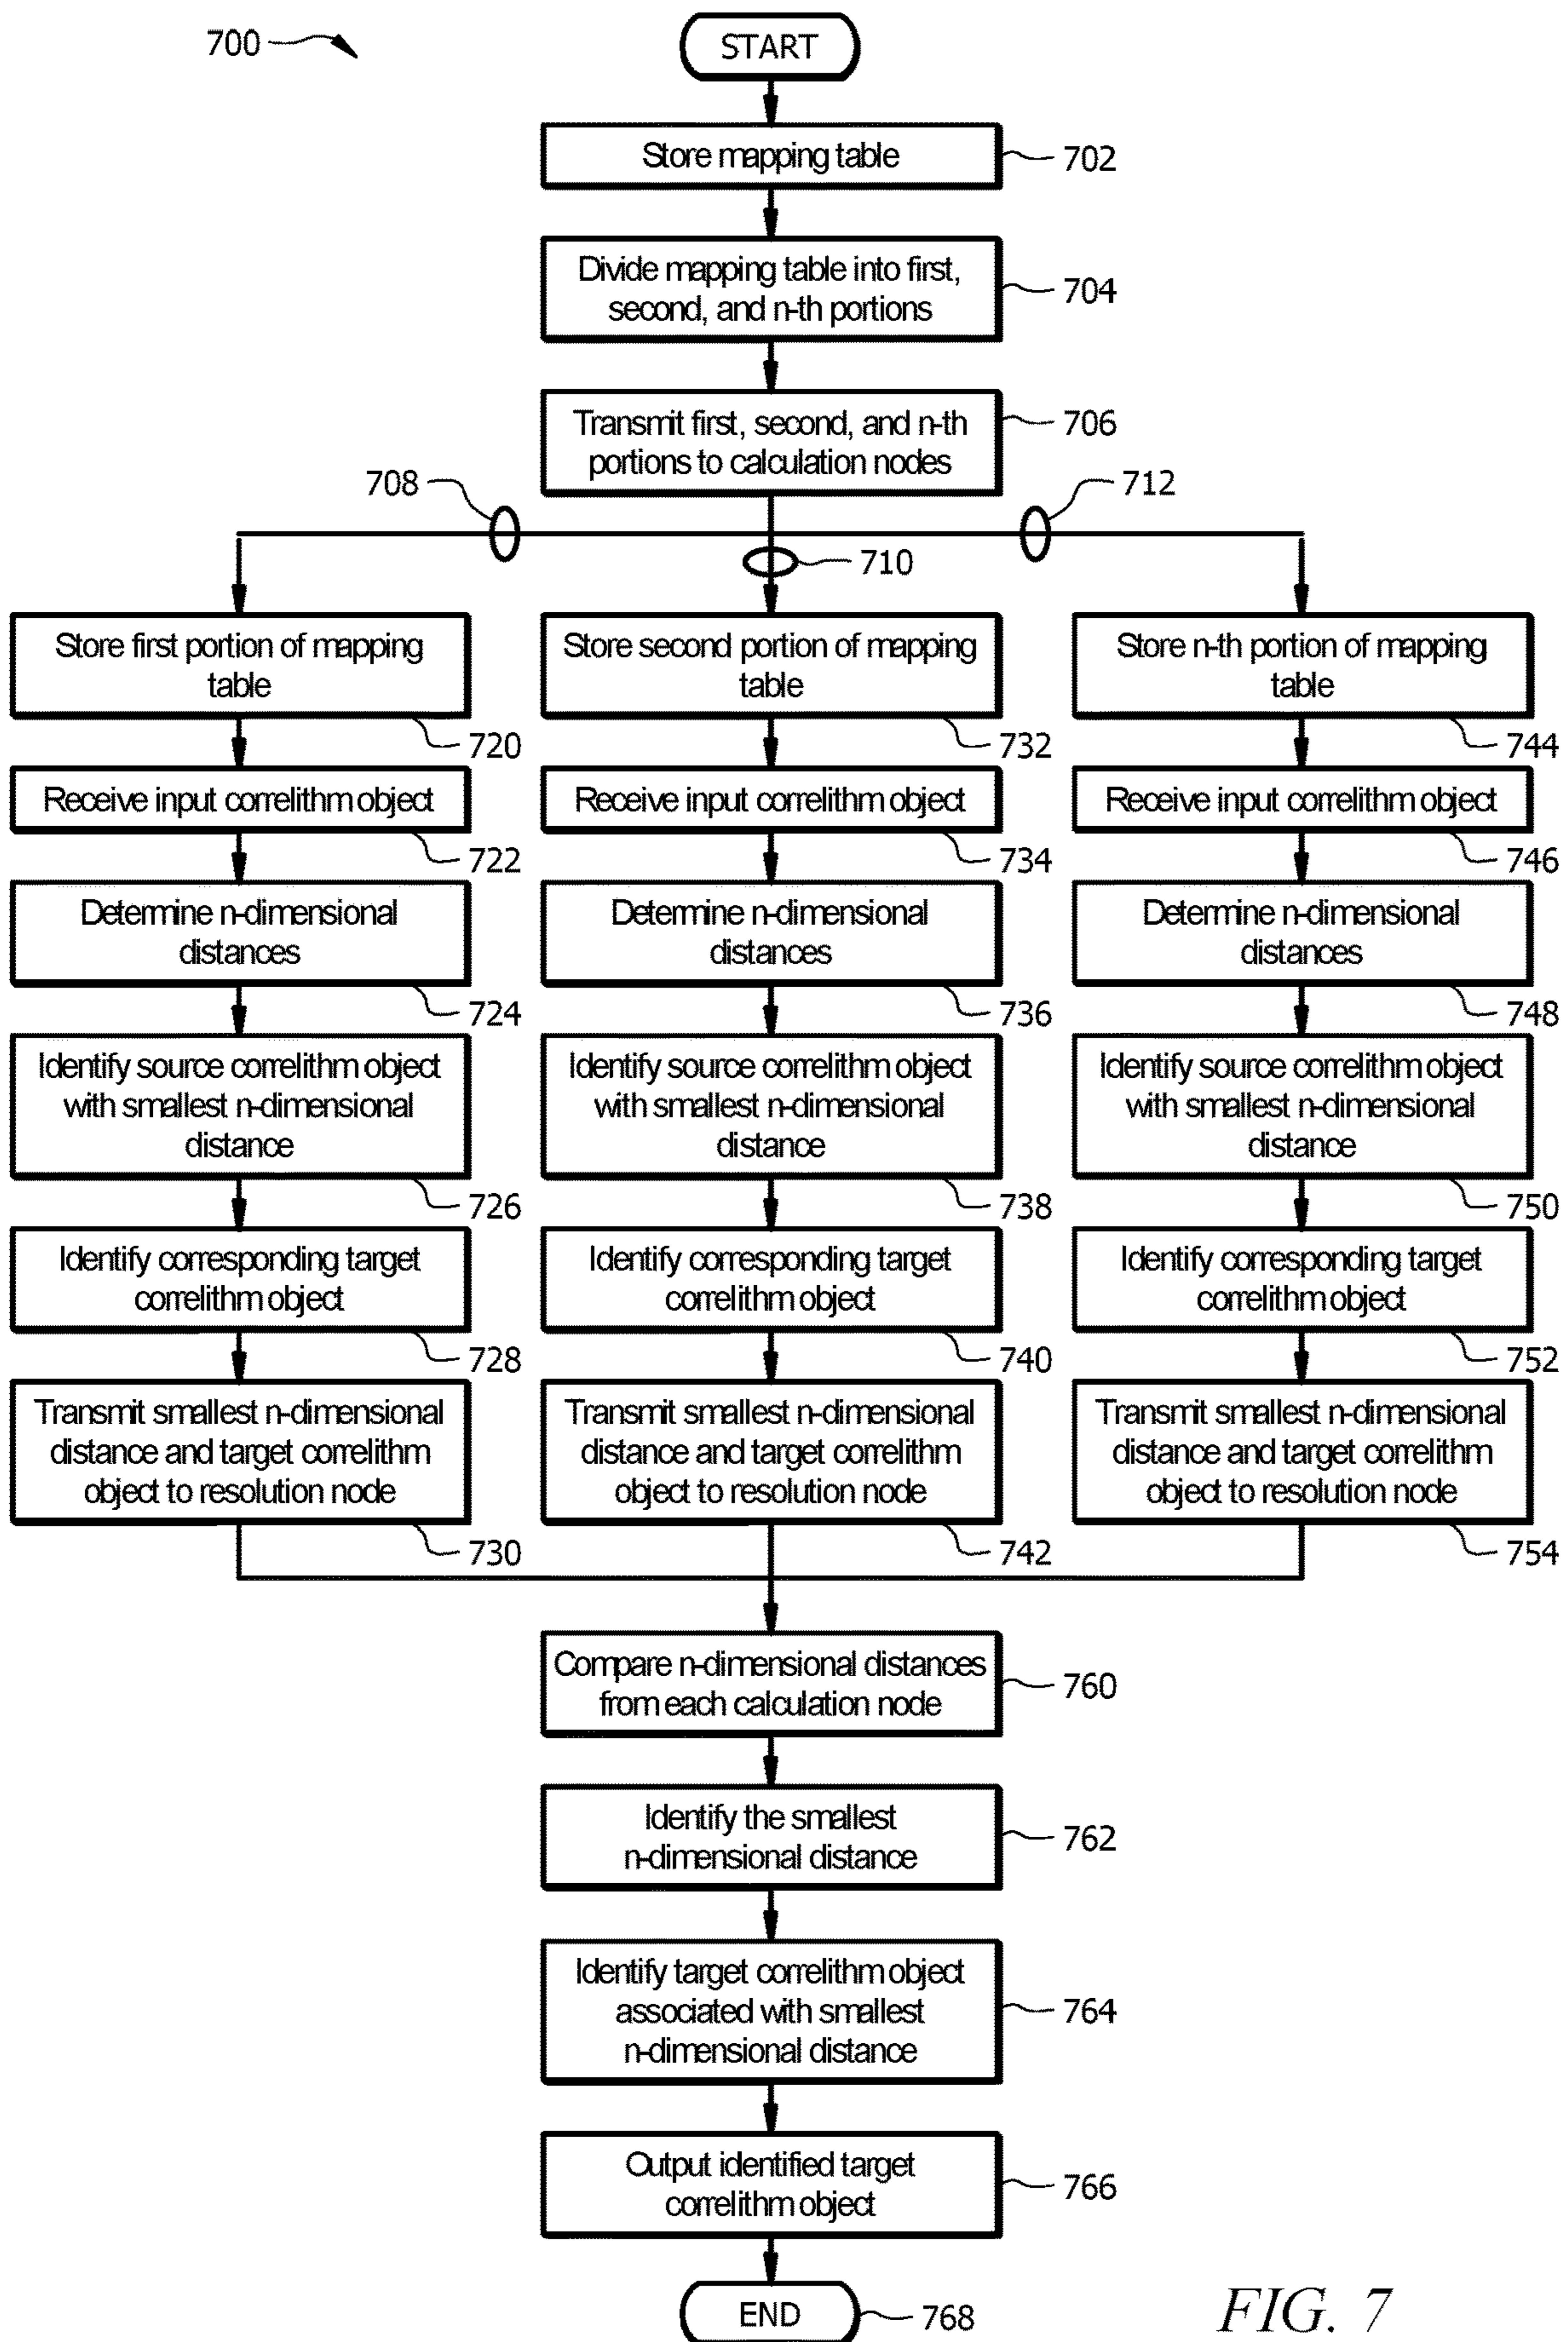 700
START
Store mapping table
702
Divide mapping table into first,
second, and n-th portions
704
Transmit first, second, and n-th
portions to calculation nodes
706
708
710
712
Store first portion of mapping
table
720
Receive input correlithm object
722
Determine n-dimensional
distances
724
Identify source correlithm object
with smallest n-dimensional
distance
726
Identify corresponding target
correlithm object
728
Transmit smallest n-dimensional
distance and target correlithm
object to resolution node
730
Store second portion of mapping
table
732
Receive input correlithm object
734
Determine n-dimensional
distances
736
Identify source correlithm object
with smallest n-dimensional
distance
738
Identify corresponding target
correlithm object
740
Transmit smallest n-dimensional
distance and target correlithm
object to resolution node
742
Store n-th portion of mapping
table
744
Receive input correlithm object
746
Determine n-dimensional
distances
748
Identify source correlithm object
with smallest n-dimensional
distance
750
Identify corresponding target
correlithm object
752
Transmit smallest n-dimensional
distance and target correlithm
object to resolution node
754
Compare n-dimensional distances
from each calculation node
760
Identify the smallest
n-dimensional distance
762
Identify target correlithm object
associated with smallest
n-dimensional distance
764
Output identified target
correlithm object
766
END
768
FIG. 7